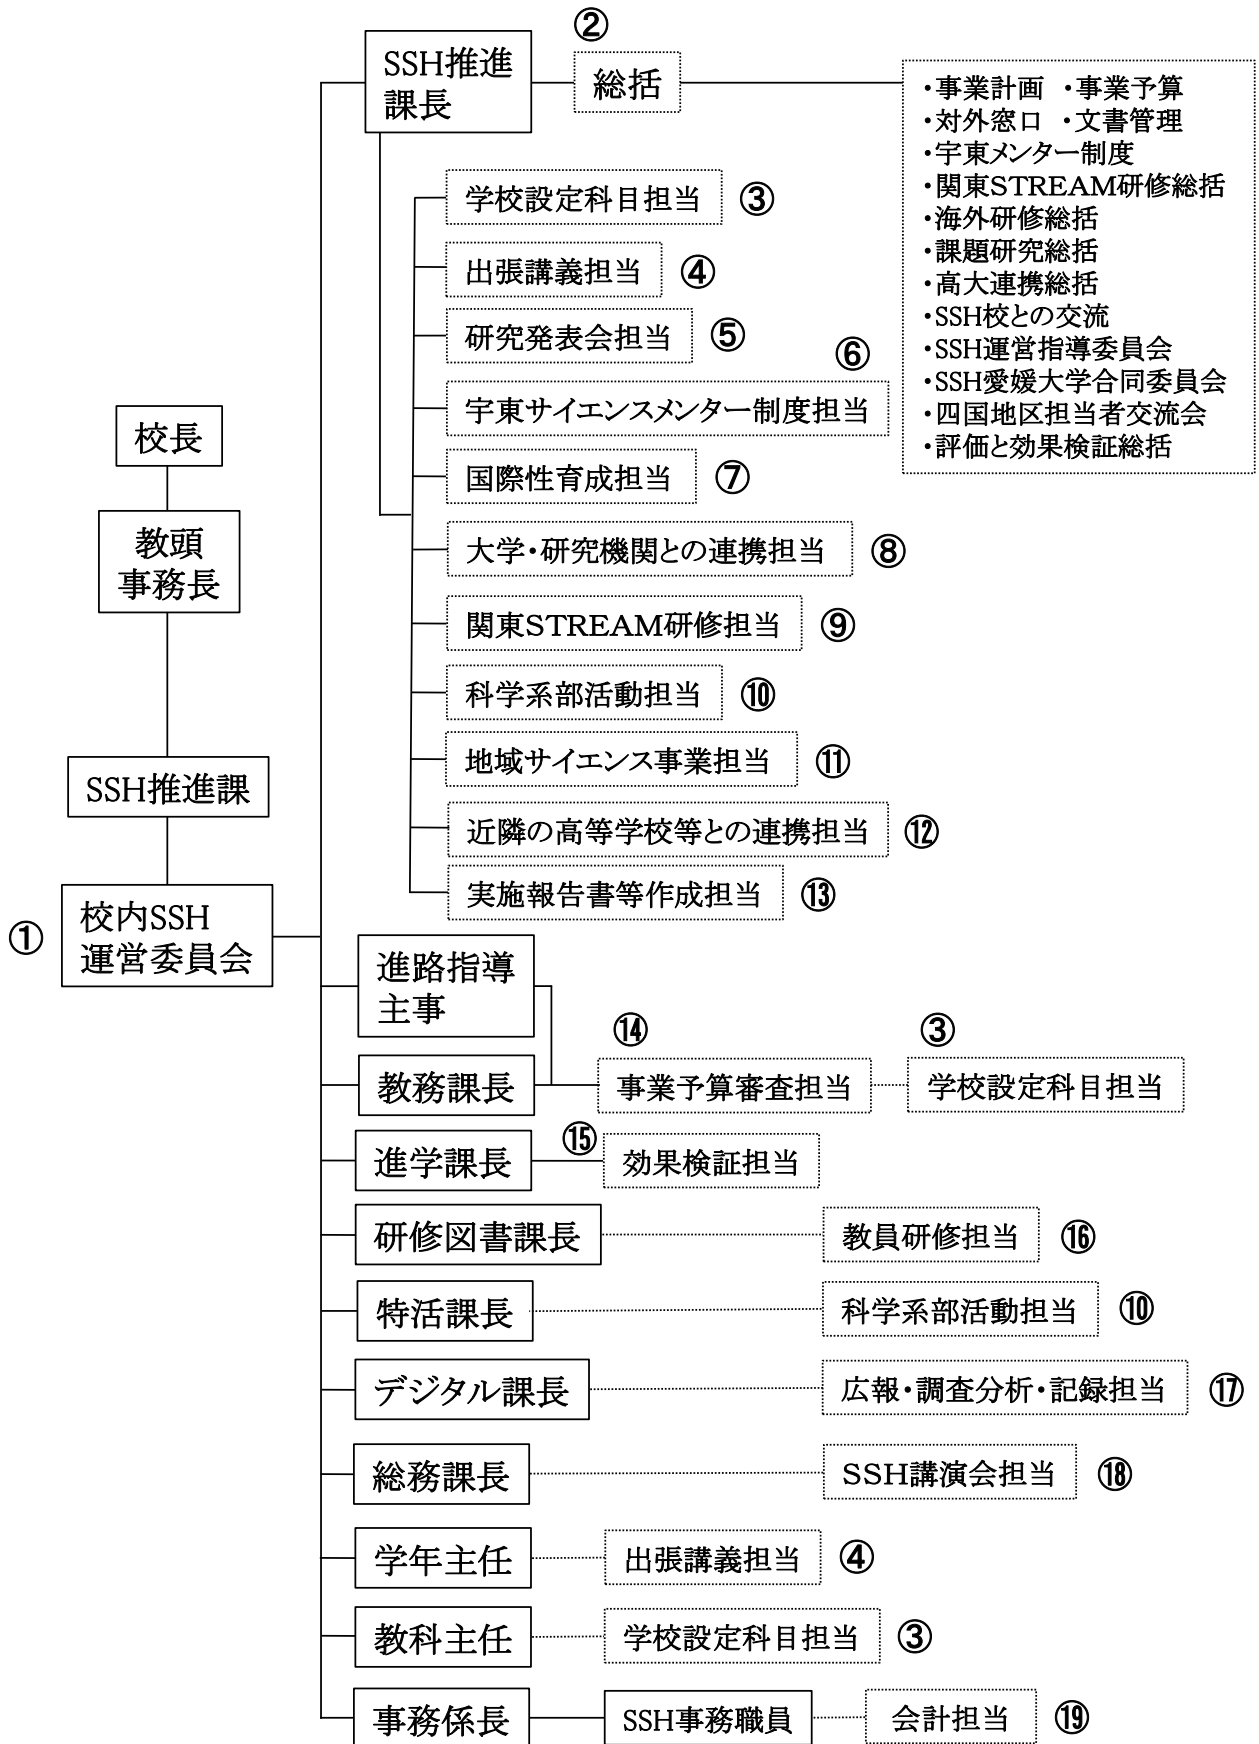 ②
SSH推進
課長
総括
・事業計画 ・事業予算
・対外窓口 ・文書管理
・宇東メンター制度
・関東STREAM研修総括
・海外研修総括
・課題研究総括
・高大連携総括
・SSH校との交流
・SSH運営指導委員会
・SSH愛媛大学合同委員会
・四国地区担当者交流会
・評価と効果検証総括
学校設定科目担当 ③
出張講義担当 ④
研究発表会担当 ⑤
⑥
宇東サイエンスメンター制度担当
国際性育成担当 ⑦
大学・研究機関との連携担当 ⑧
関東STREAM研修担当 ⑨
科学系部活動担当 ⑩
地域サイエンス事業担当 ⑪
近隣の高等学校等との連携担当 ⑫
実施報告書等作成担当 ⑬
校長
教頭
事務長
SSH推進課
①
校内SSH
運営委員会
進路指導
主事
⑭
③
教務課長
事業予算審査担当
学校設定科目担当
進学課長
⑮
効果検証担当
研修図書課長
教員研修担当 ⑯
特活課長
科学系部活動担当 ⑩
デジタル課長
広報・調査分析・記録担当 ⑰
総務課長
SSH講演会担当 ⑱
学年主任
出張講義担当 ④
教科主任
学校設定科目担当 ③
事務係長
SSH事務職員
会計担当 ⑲